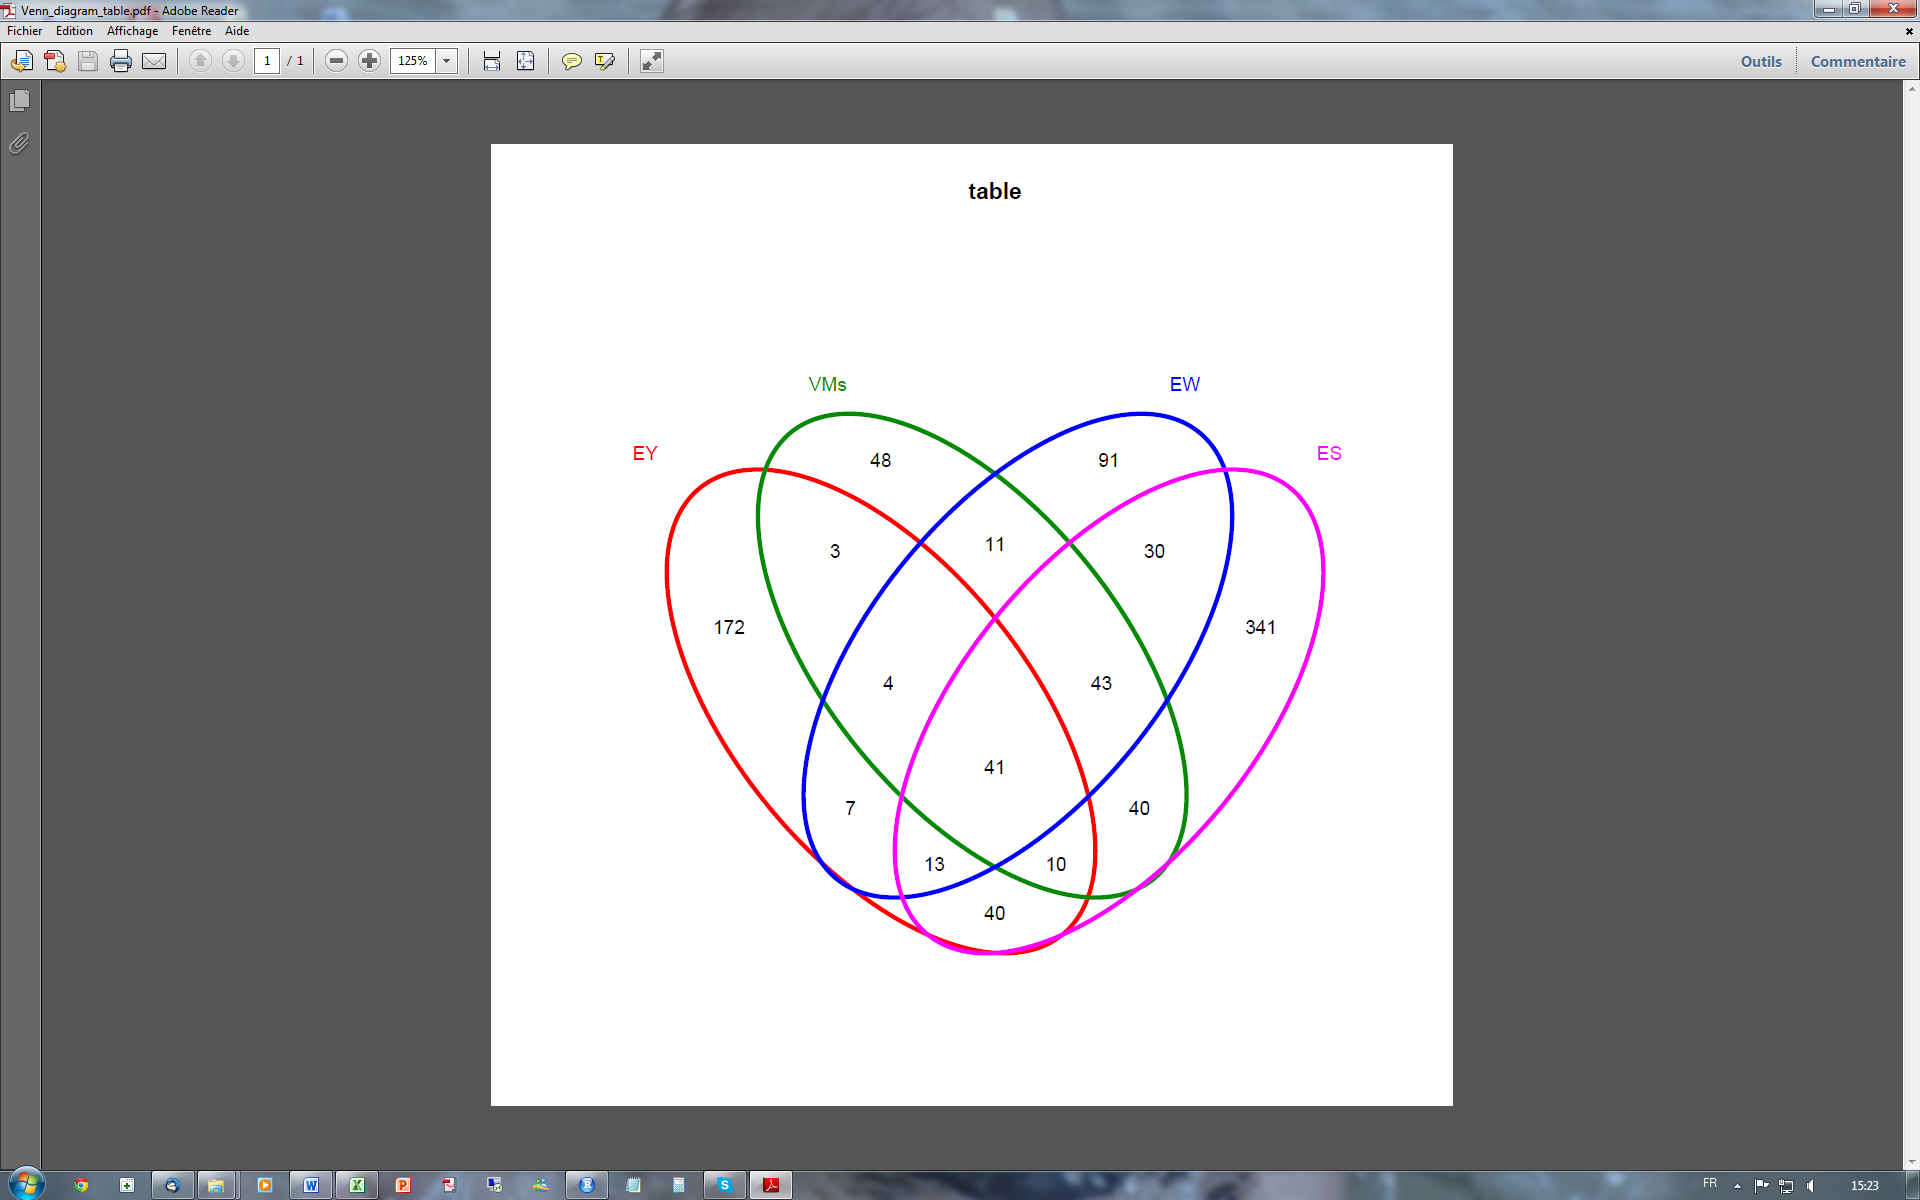 Venn_diagram_table.pdf - Adobe Reader
Fichier Edition Affichage Fenêtre Aide
1 / 1 125% Outils Commentaire
table
VMs EW
EY ES
48 91
3 11 30
172 341
4 43
41
7 40
13 10
40
FR 15:23